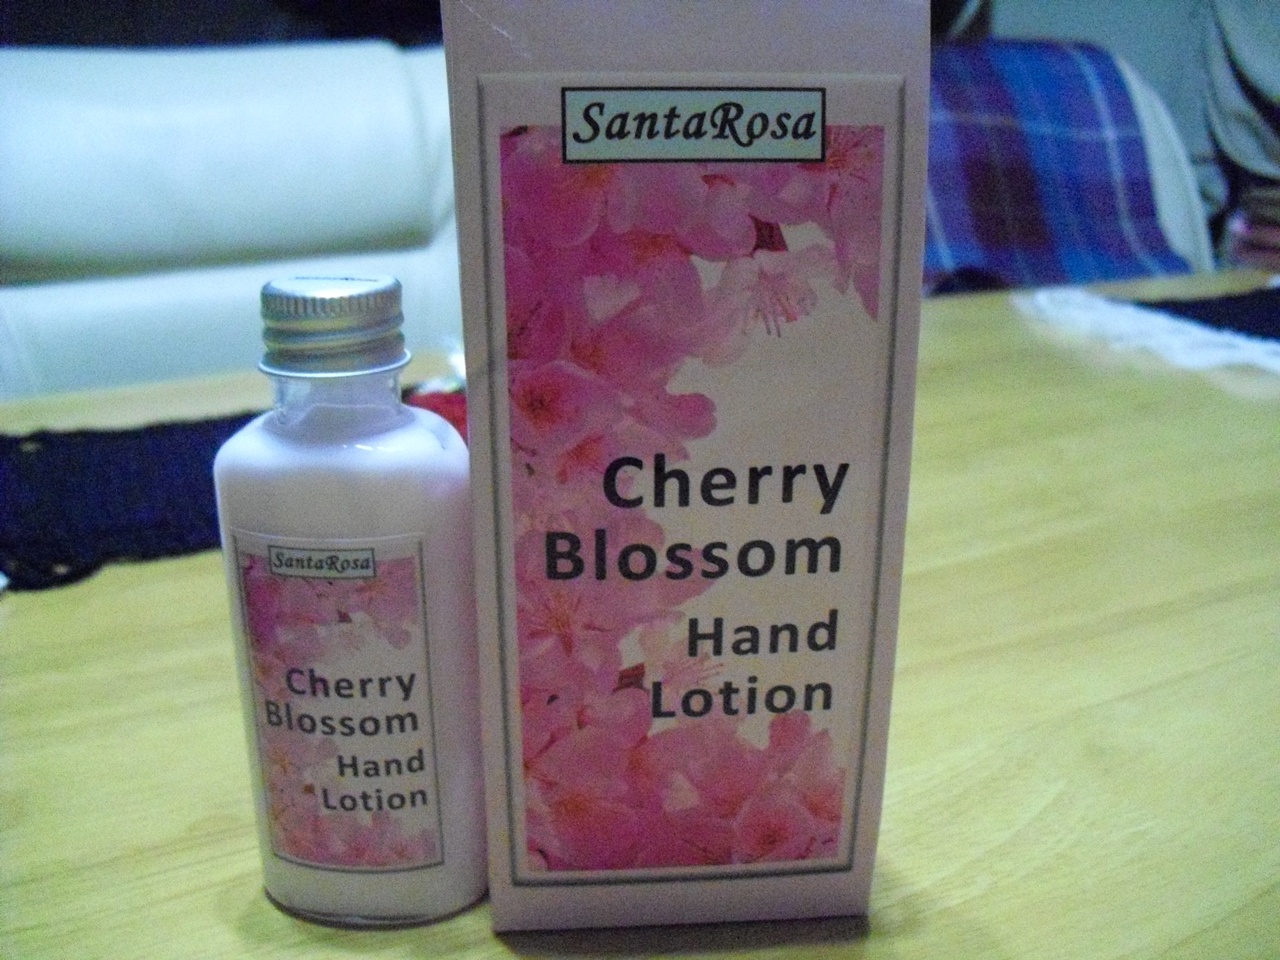 SantaRosa
Cherry
Blossom
Hand
Lotion
SantaRosa
Cherry
Blossom
Hand
Lotion